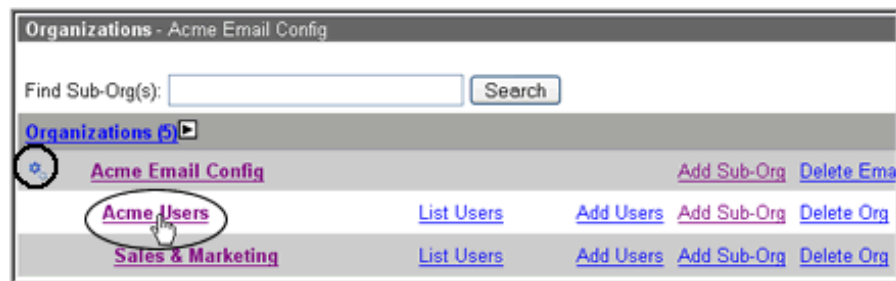 Organizations - Acme Email Config
Find Sub-Org(s): Search
Organizations (5)
Acme Email Config Add Sub-Org Delete Ema
Acme Users List Users Add Users Add Sub-Org Delete Org
Sales & Marketing List Users Add Users Add Sub-Org Delete Org